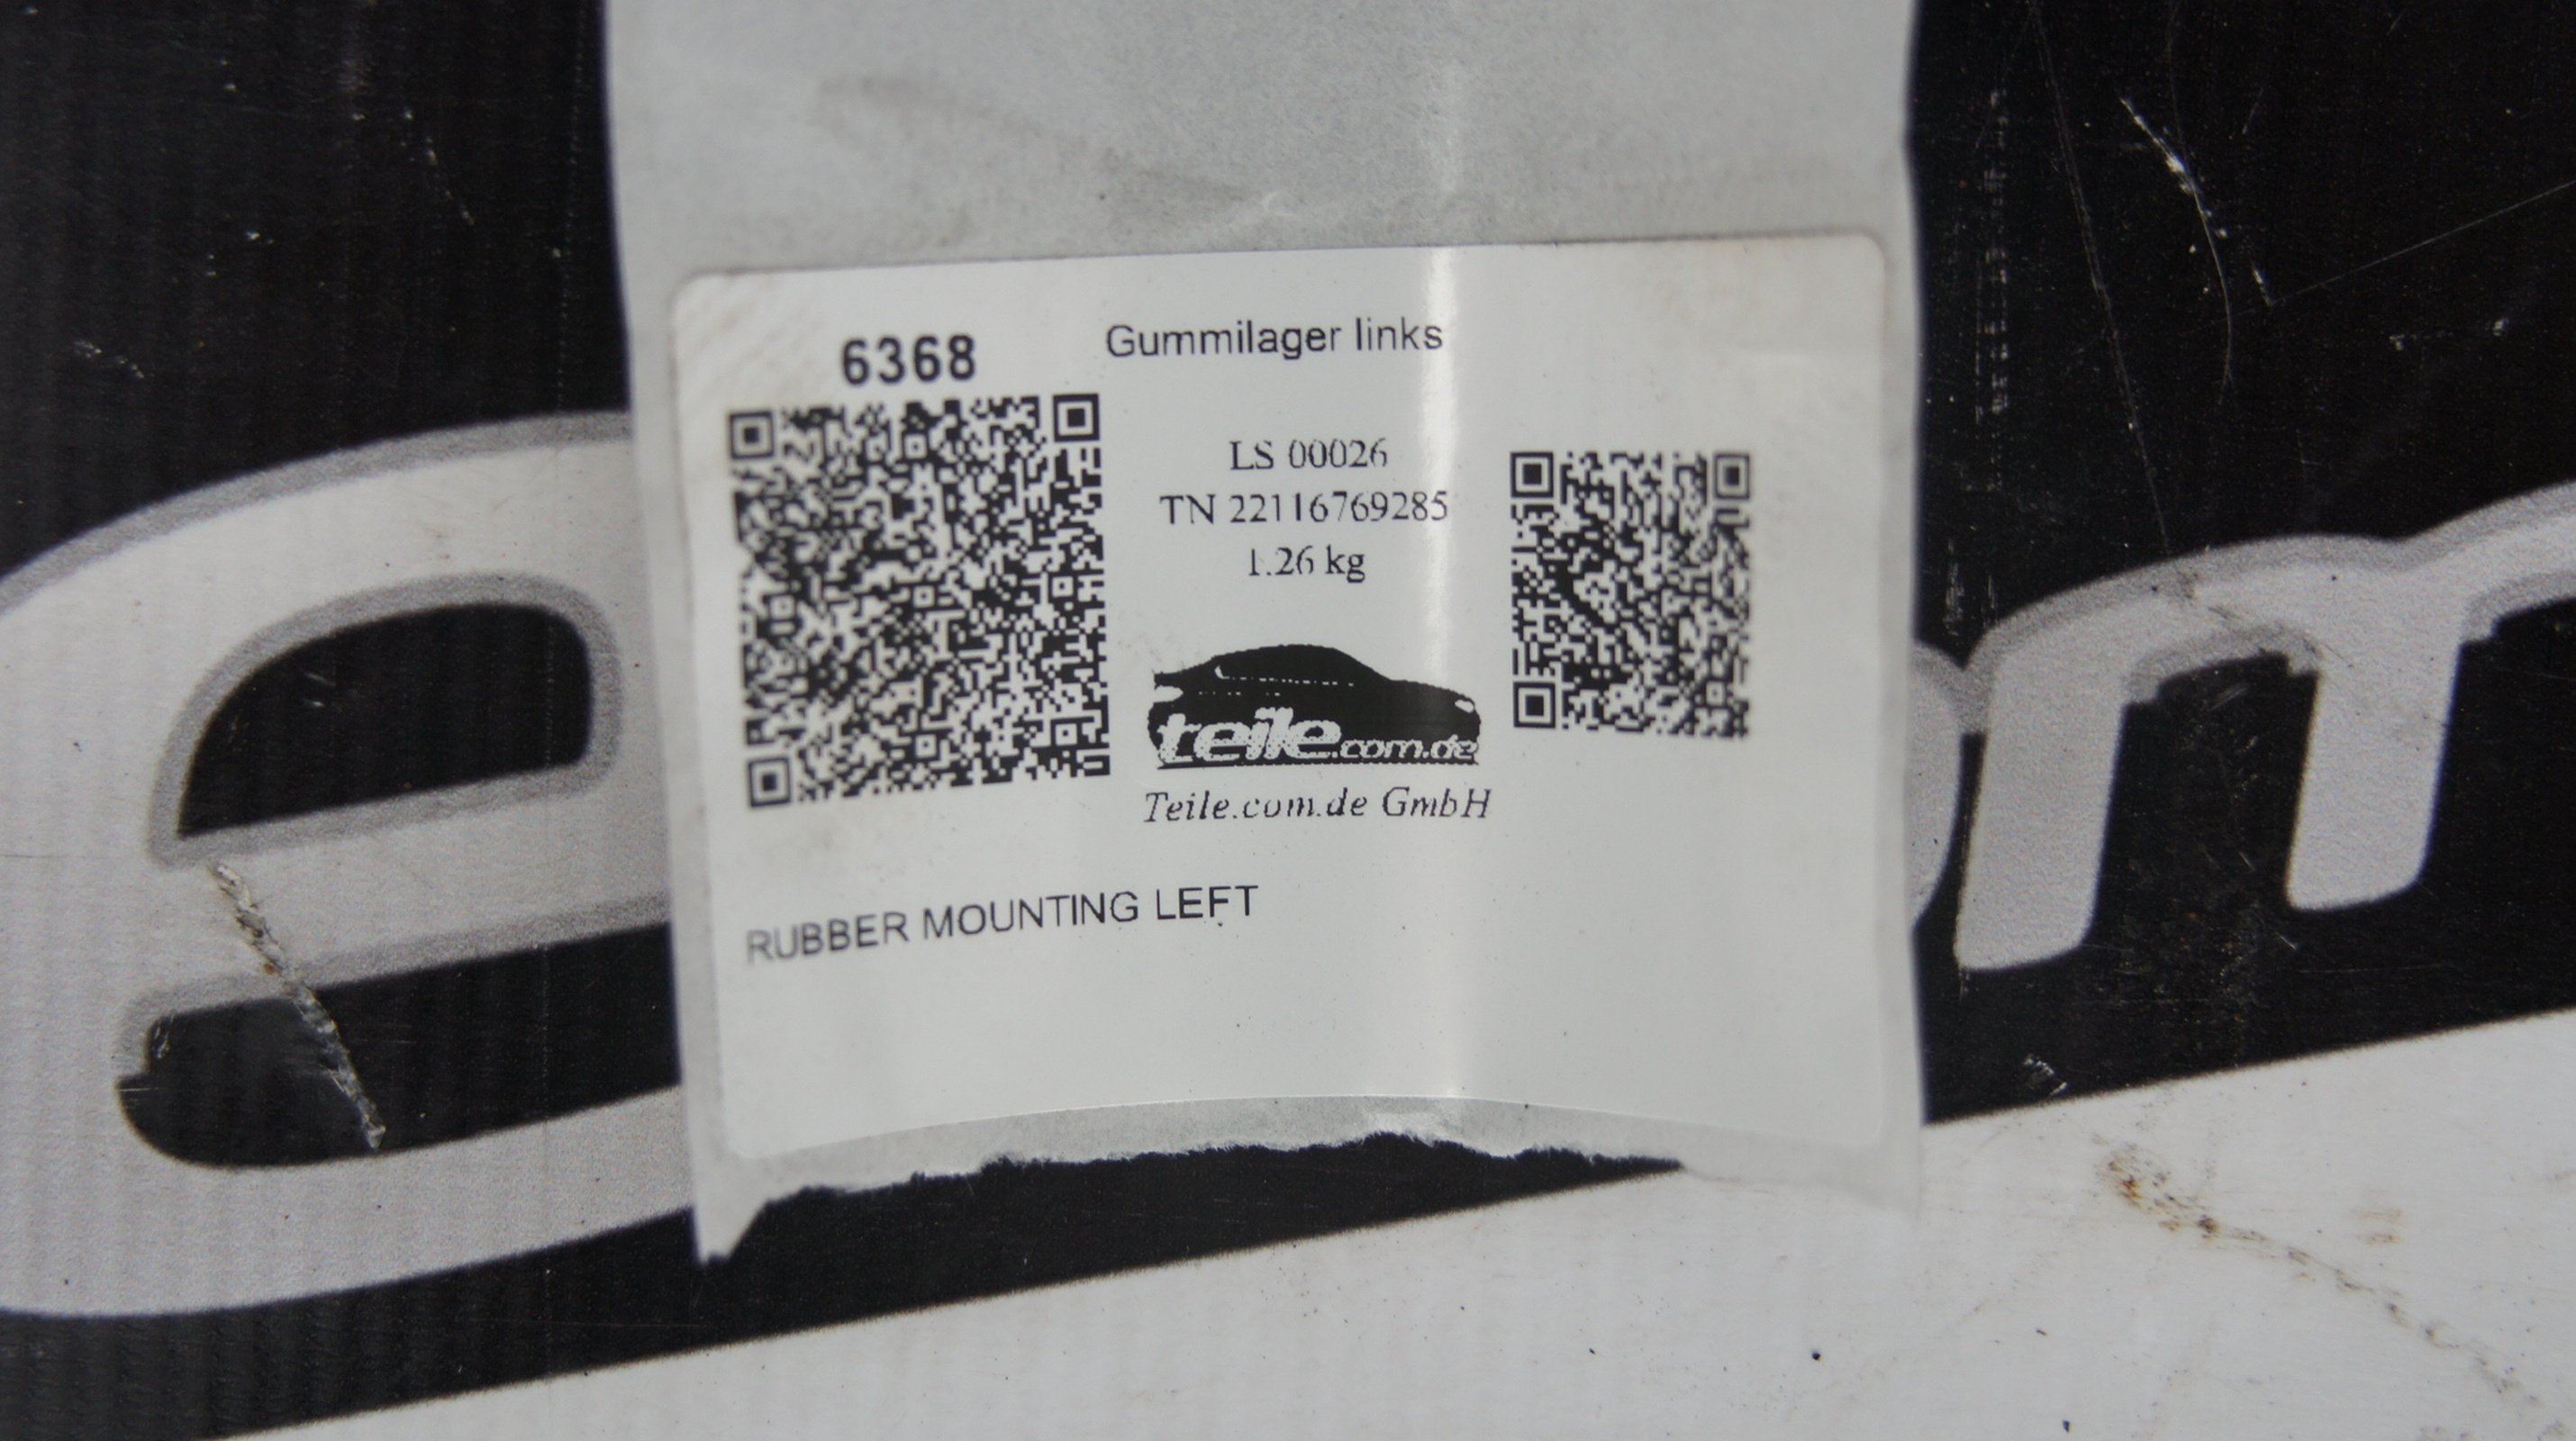 6368
Gummilager links
LS 00026
TN 22116769285
1.26 kg
teile.com.de
Teile.com.de GmbH
RUBBER MOUNTING LEFT